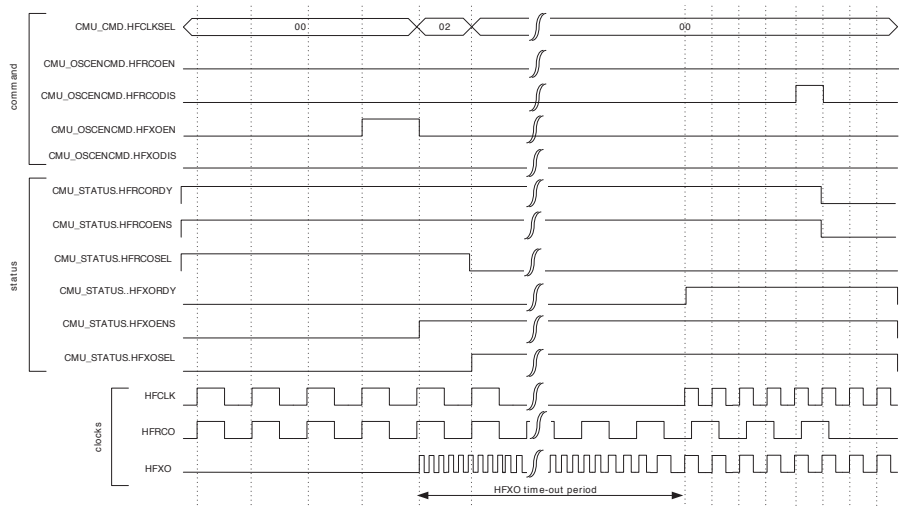 command
CMU_CMD.HFCLKSEL
00
02
00
CMU_OSCENCMD.HFRCOEN
CMU_OSCENCMD.HFRCODIS
CMU_OSCENCMD.HFXOEN
CMU_OSCENCMD.HFXODIS
status
CMU_STATUS.HFRCORDY
CMU_STATUS.HFRCOENS
CMU_STATUS.HFRCOSEL
CMU_STATUS..HFXORDY
CMU_STATUS.HFXOENS
CMU_STATUS.HFXOSEL
clocks
HFCLK
HFRCO
HFXO
HFXO time-out period